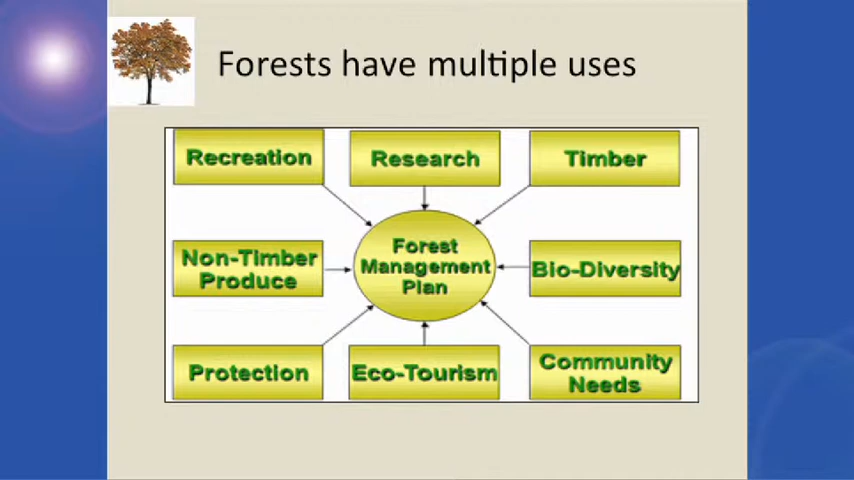 Forests have multiple uses
Recreation
Research
Timber
Non-Timber
Produce
Forest
Management
Plan
Bio-Diversity
Protection
Eco-Tourism
Community
Needs